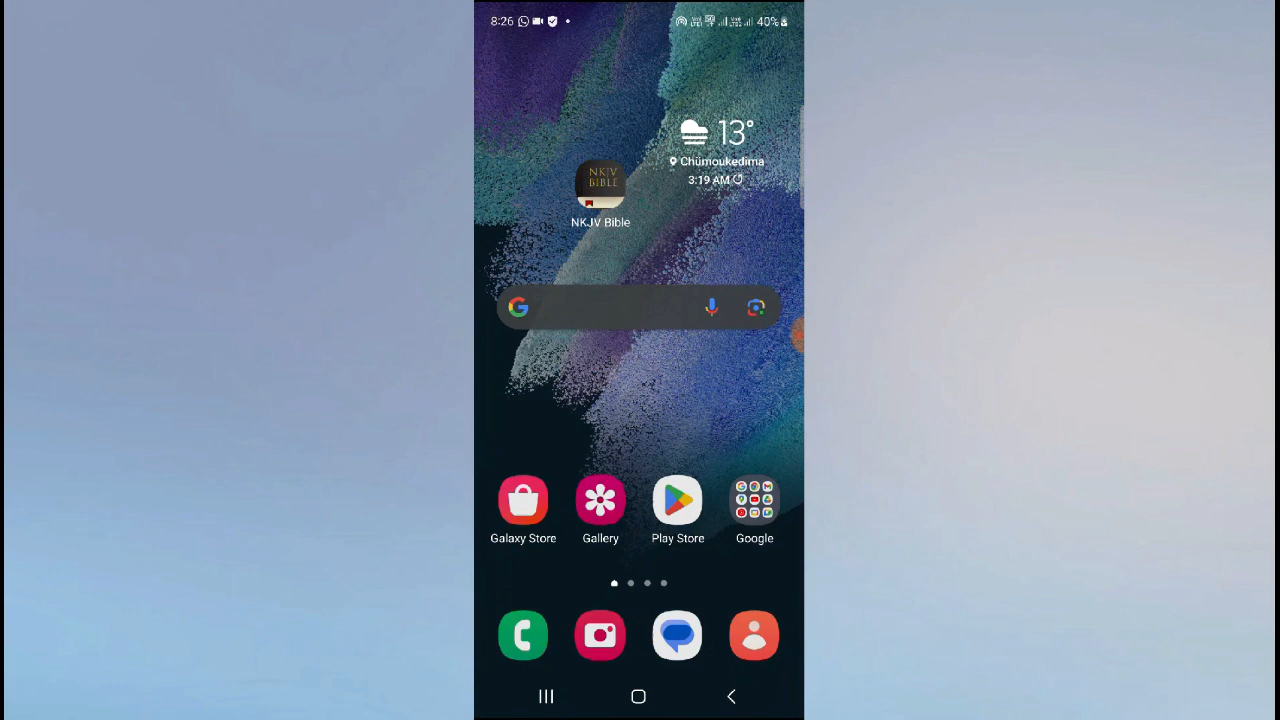 8:26
40%
13°
Chümoukedima
3:19 AM
NKJV
BIBLE
NKJV Bible
Galaxy Store
Gallery
Play Store
Google